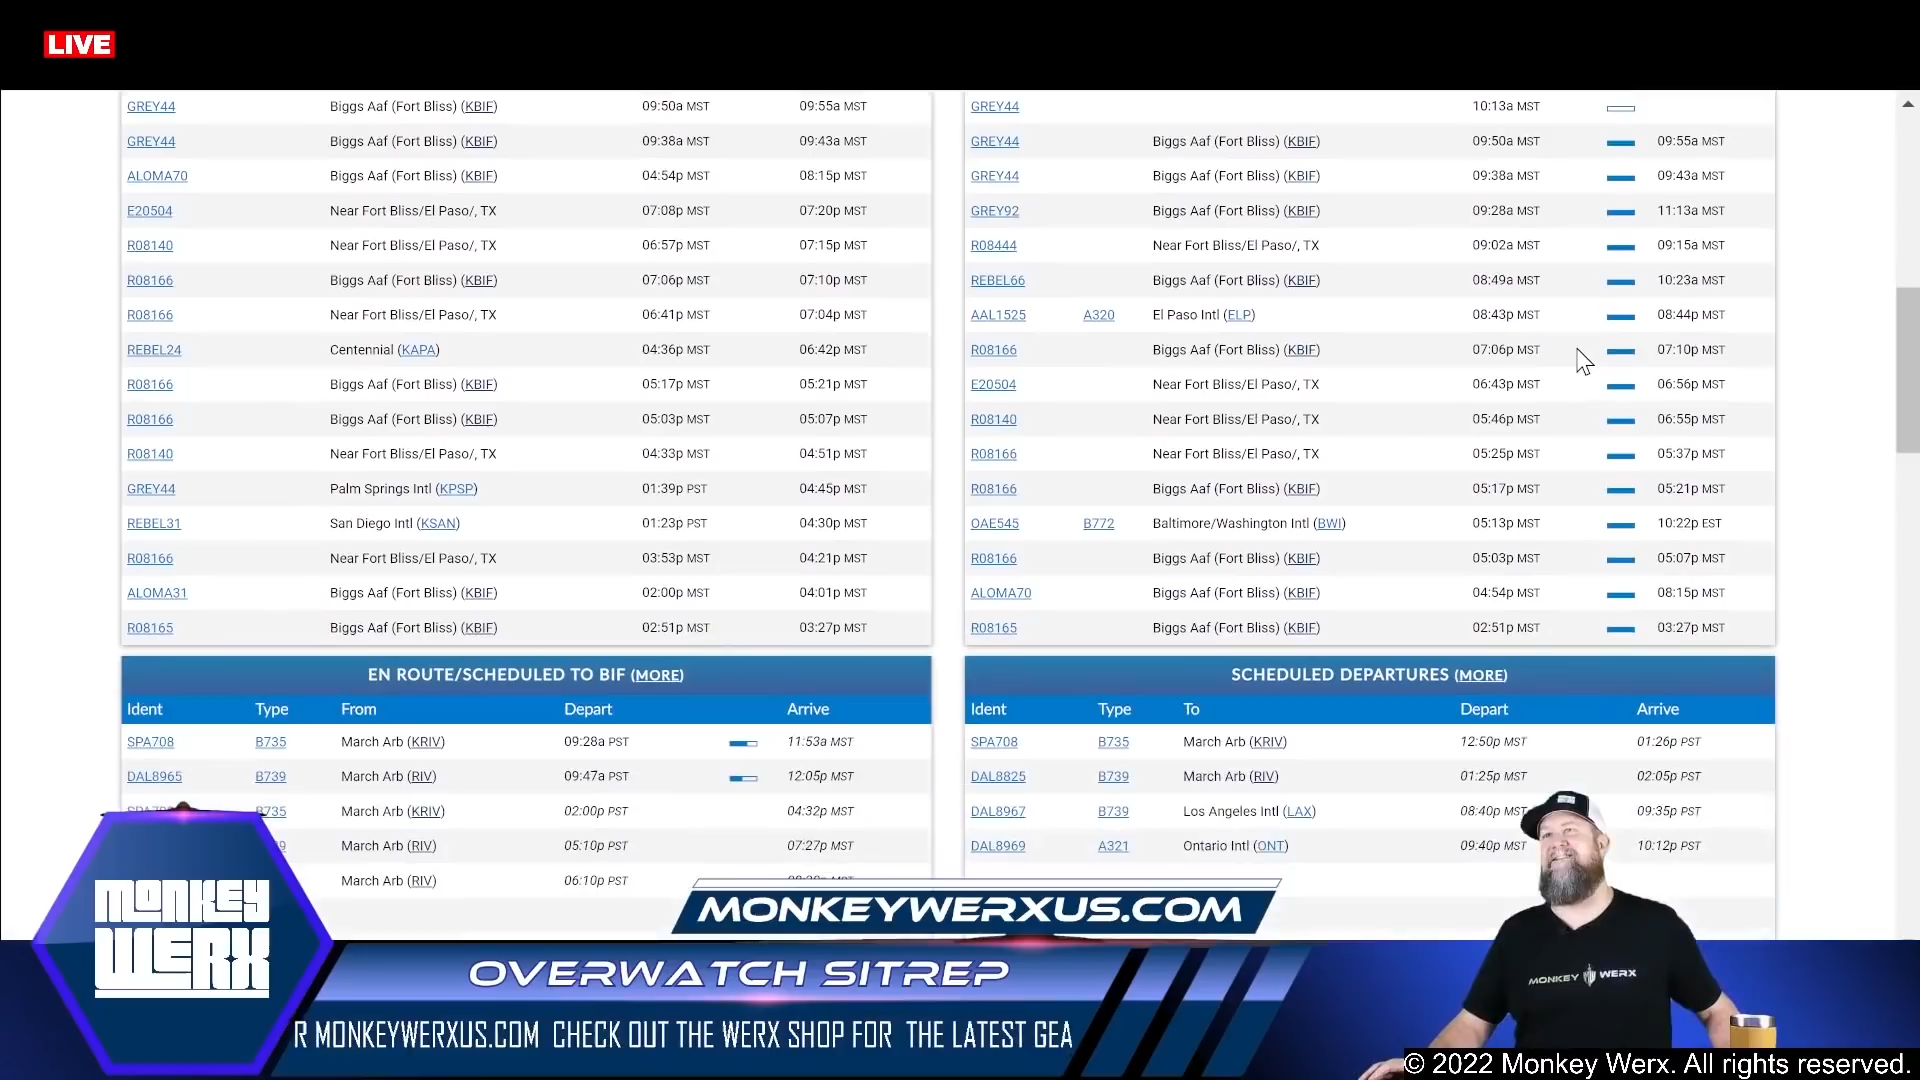 LIVE
GREY44 Biggs Aaf (Fort Bliss) (KBIF) 09:50a MST 09:55a MST
GREY44 Biggs Aaf (Fort Bliss) (KBIF) 09:38a MST 09:43a MST
ALOMA70 Biggs Aaf (Fort Bliss) (KBIF) 04:54p MST 08:15p MST
E20504 Near Fort Bliss/El Paso/, TX 07:08p MST 07:20p MST
R08140 Near Fort Bliss/El Paso/, TX 06:57p MST 07:15p MST
R08166 Biggs Aaf (Fort Bliss) (KBIF) 07:06p MST 07:10p MST
R08166 Near Fort Bliss/El Paso/, TX 06:41p MST 07:04p MST
REBEL24 Centennial (KAPA) 04:36p MST 06:42p MST
R08166 Biggs Aaf (Fort Bliss) (KBIF) 05:17p MST 05:21p MST
R08166 Biggs Aaf (Fort Bliss) (KBIF) 05:03p MST 05:07p MST
R08140 Near Fort Bliss/El Paso/, TX 04:33p MST 04:51p MST
GREY44 Palm Springs Intl (KPSP) 01:39p PST 04:45p MST
REBEL31 San Diego Intl (KSAN) 01:23p PST 04:30p MST
R08166 Near Fort Bliss/El Paso/, TX 03:53p MST 04:21p MST
ALOMA31 Biggs Aaf (Fort Bliss) (KBIF) 02:00p MST 04:01p MST
R08165 Biggs Aaf (Fort Bliss) (KBIF) 02:51p MST 03:27p MST
GREY44 10:13a MST
GREY44 Biggs Aaf (Fort Bliss) (KBIF) 09:50a MST 09:55a MST
GREY44 Biggs Aaf (Fort Bliss) (KBIF) 09:38a MST 09:43a MST
GREY92 Biggs Aaf (Fort Bliss) (KBIF) 09:28a MST 11:13a MST
R08444 Near Fort Bliss/El Paso/, TX 09:02a MST 09:15a MST
REBEL66 Biggs Aaf (Fort Bliss) (KBIF) 08:49a MST 10:23a MST
AAL1525 A320 El Paso Intl (ELP) 08:43p MST 08:44p MST
R08166 Biggs Aaf (Fort Bliss) (KBIF) 07:06p MST 07:10p MST
E20504 Near Fort Bliss/El Paso/, TX 06:43p MST 06:56p MST
R08140 Near Fort Bliss/El Paso/, TX 05:46p MST 06:55p MST
R08166 Near Fort Bliss/El Paso/, TX 05:25p MST 05:37p MST
R08166 Biggs Aaf (Fort Bliss) (KBIF) 05:17p MST 05:21p MST
OAE545 B772 Baltimore/Washington Intl (BWI) 05:13p MST 10:22p EST
R08166 Biggs Aaf (Fort Bliss) (KBIF) 05:03p MST 05:07p MST
ALOMA70 Biggs Aaf (Fort Bliss) (KBIF) 04:54p MST 08:15p MST
R08165 Biggs Aaf (Fort Bliss) (KBIF) 02:51p MST 03:27p MST
EN ROUTE/SCHEDULED TO BIF (MORE)
Ident Type From Depart Arrive
SPA708 B735 March Arb (KRIV) 09:28a PST 11:53a MST
DAL8965 B739 March Arb (RIV) 09:47a PST 12:05p MST
B735 March Arb (KRIV) 02:00p PST 04:32p MST
March Arb (RIV) 05:10p PST 07:27p MST
March Arb (RIV) 06:10p PST
SCHEDULED DEPARTURES (MORE)
Ident Type To Depart Arrive
SPA708 B735 March Arb (KRIV) 12:50p MST 01:26p PST
DAL8825 B739 March Arb (RIV) 01:25p MST 02:05p PST
DAL8967 B739 Los Angeles Intl (LAX) 08:40p MST 09:35p PST
DAL8969 A321 Ontario Intl (ONT) 09:40p MST 10:12p PST
MONKEYWERXUS.COM
MONKEY
WERX
OVERWATCH SITREP
R MONKEYWERXUS.COM CHECK OUT THE WERX SHOP FOR THE LATEST GEA
MONKEY WERX
© 2022 Monkey Werx. All rights reserved.